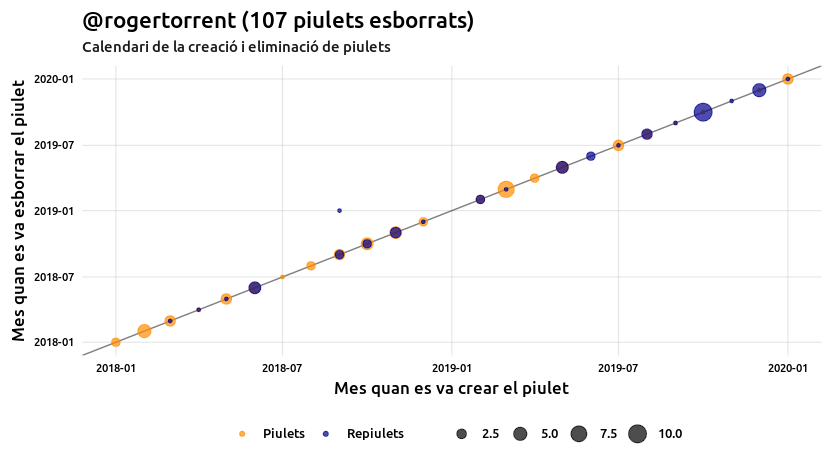 @rogertorrent (107 piulets esborrats)
Calendari de la creació i eliminació de piulets
Mes quan es va esborrar el piulet
2020-01
2019-07
2019-01
2018-07
2018-01
2018-01 2018-07 2019-01 2019-07 2020-01
Mes quan es va crear el piulet
Piulets Repiulets 2.5 5.0 7.5 10.0